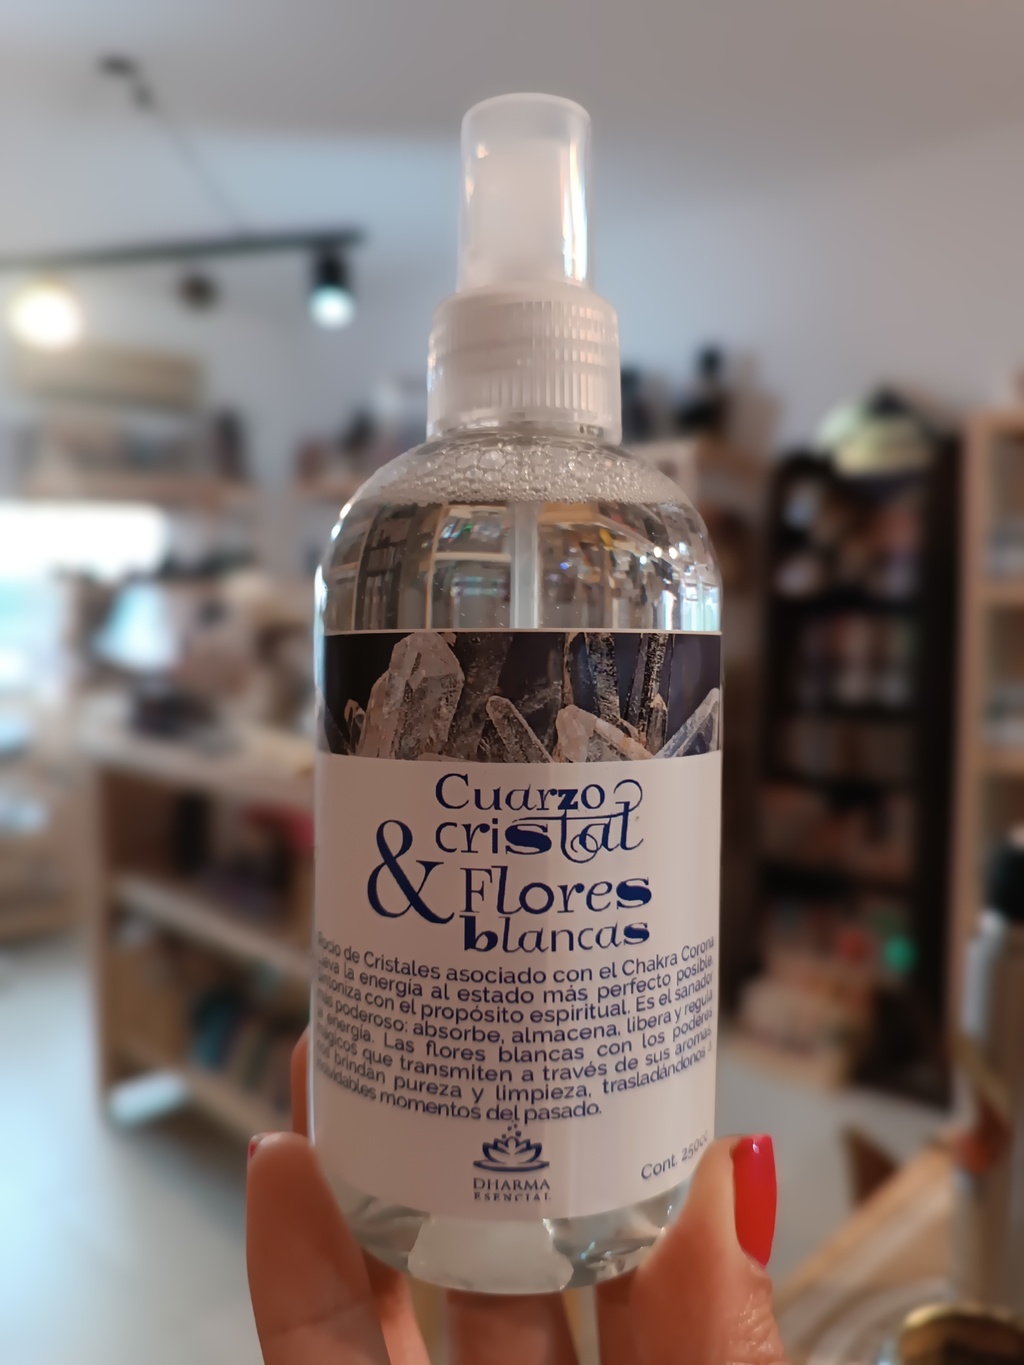 Cuarzo
cristal
& Flores
blancas
Rocío de Cristales asociado con el Chakra Corona
Lleva la energía al estado más perfecto posible,
sintoniza con el propósito espiritual. Es el sanador
más poderoso: absorbe, almacena, libera y regula
la energía. Las flores blancas con los poderes
mágicos que transmiten a través de sus aromas
nos brindan pureza y limpieza, trasladándonos a
inolvidables momentos del pasado.
DHARMA
ESENCIAL
Cont. 250cc